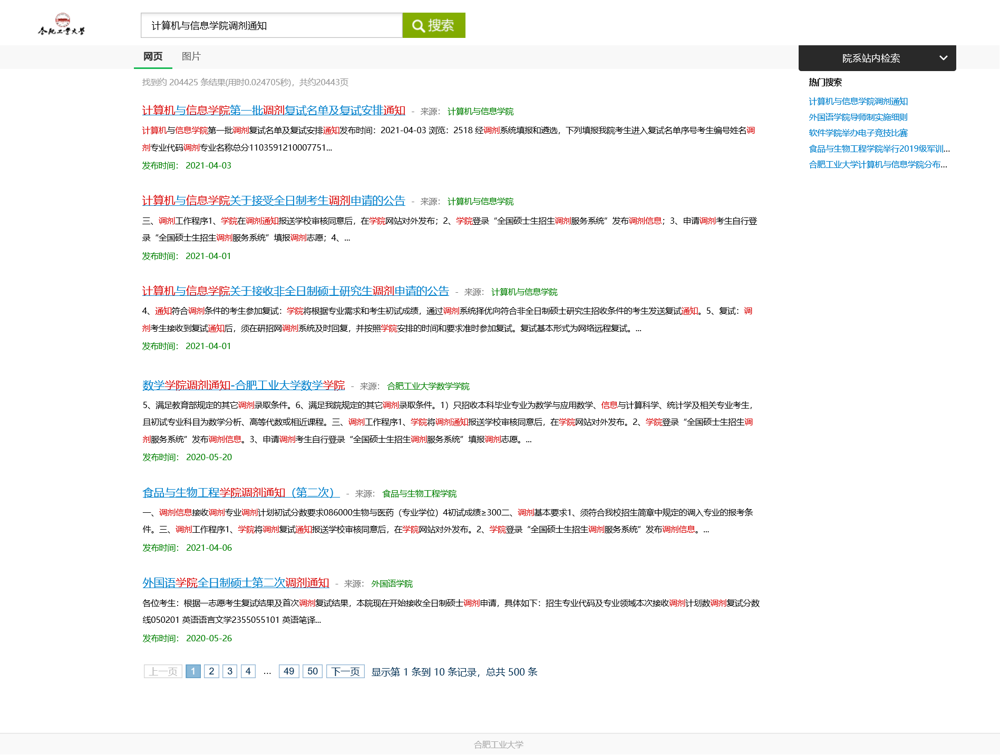 合肥工业大学
计算机与信息学院调剂通知
搜索
网页 图片
院系站内检索
找到约 204425 条结果(用时0.024705秒)，共约20443页
热门搜索
计算机与信息学院调剂通知
外国语学院导师制实施细则
软件学院举办电子竞技比赛
食品与生物工程学院举行2019级军训...
合肥工业大学计算机与信息学院分布...
计算机与信息学院第一批调剂复试名单及复试安排通知 - 来源： 计算机与信息学院
计算机与信息学院第一批调剂复试名单及复试安排通知发布时间：2021-04-03 浏览：2518 经调剂系统填报和遴选，下列填报我院考生进入复试名单序号考生编号姓名调
剂专业代码调剂专业名称总分1103591210007751...
发布时间： 2021-04-03
计算机与信息学院关于接受全日制考生调剂申请的公告 - 来源： 计算机与信息学院
三、调剂工作程序1、学院在调剂通知报送学校审核同意后，在学院网站对外发布；2、学院登录“全国硕士生招生调剂服务系统”发布调剂信息；3、申请调剂考生自行登
录“全国硕士生招生调剂服务系统”填报调剂志愿；4、...
发布时间： 2021-04-01
计算机与信息学院关于接收非全日制硕士研究生调剂申请的公告 - 来源： 计算机与信息学院
4、通知符合调剂条件的考生参加复试：学院将根据专业需求和考生初试成绩，通过调剂系统择优向符合非全日制硕士研究生招收条件的考生发送复试通知。5、复试：调
剂考生接收到复试通知后，须在研招网调剂系统及时回复，并按照学院安排的时间和要求准时参加复试。复试基本形式为网络远程复试。...
发布时间： 2021-04-01
数学学院调剂通知-合肥工业大学数学学院 - 来源： 合肥工业大学数学学院
5、满足教育部规定的其它调剂录取条件。6、满足我院规定的其它调剂录取条件。1）只招收本科毕业专业为数学与应用数学、信息与计算科学、统计学及相关专业考生，
且初试专业科目为数学分析、高等代数或相近课程。三、调剂工作程序1、学院将调剂通知报送学校审核同意后，在学院网站对外发布。2、学院登录“全国硕士生招生调
剂服务系统”发布调剂信息。3、申请调剂考生自行登录“全国硕士生招生调剂服务系统”填报调剂志愿。...
发布时间： 2020-05-20
食品与生物工程学院调剂通知（第二次） - 来源： 食品与生物工程学院
一、调剂信息接收调剂专业调剂计划初试分数要求086000生物与医药（专业学位）4初试成绩≥300二、调剂基本要求1、须符合我校招生简章中规定的调入专业的报考条
件。三、调剂工作程序1、学院将调剂复试通知报送学校审核同意后，在学院网站对外发布。2、学院登录“全国硕士生招生调剂服务系统”发布调剂信息。...
发布时间： 2021-04-06
外国语学院全日制硕士第二次调剂通知 - 来源： 外国语学院
各位考生：根据一志愿考生复试结果及首次调剂复试结果，本院现在开始接收全日制硕士调剂申请，具体如下：招生专业代码及专业领域本次接收调剂计划数调剂复试分数
线050201 英语语言文学2355055101 英语笔译...
发布时间： 2020-05-26
上一页 1 2 3 4 ... 49 50 下一页 显示第 1 条到 10 条记录，总共 500 条
合肥工业大学